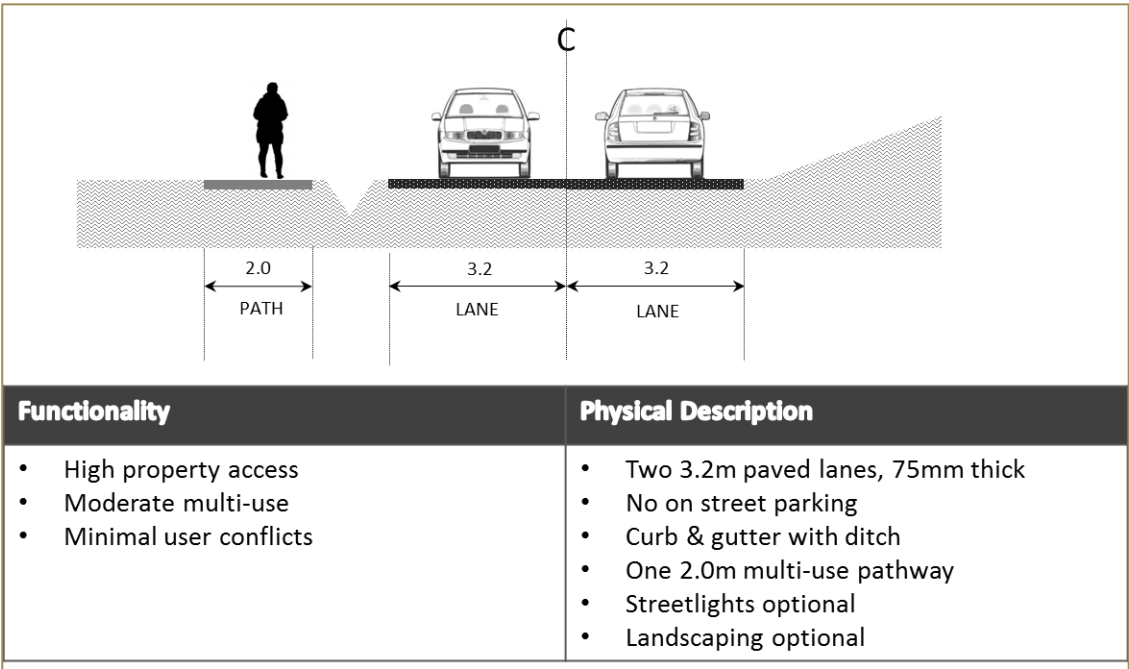 C
2.0
3.2
3.2
PATH
LANE
LANE
Functionality
Physical Description
• High property access
• Moderate multi-use
• Minimal user conflicts
• Two 3.2m paved lanes, 75mm thick
• No on street parking
• Curb & gutter with ditch
• One 2.0m multi-use pathway
• Streetlights optional
• Landscaping optional